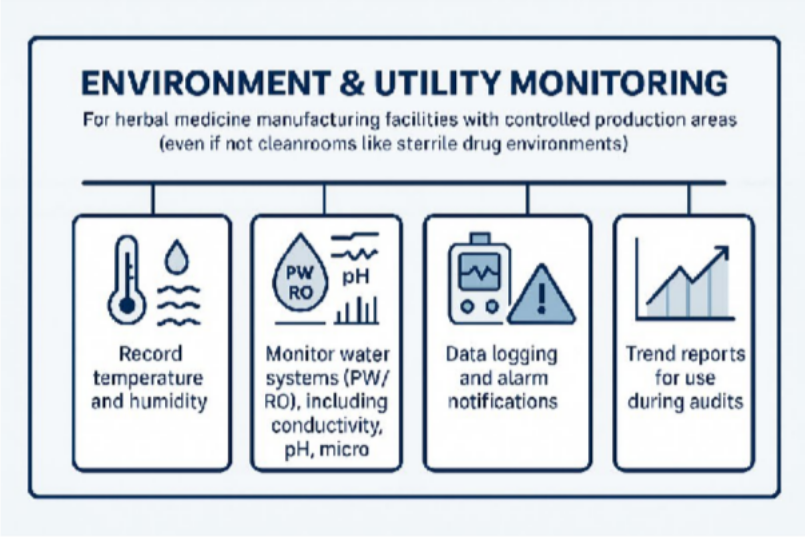 ENVIRONMENT & UTILITY MONITORING
For herbal medicine manufacturing facilities with controlled production areas
(even if not cleanrooms like sterrile drug environments)
PW
RO
pH
Record
temperature
and humidity
Monitor water
systems (PW/
RO), including
conductivity,
pH, micro
Data logging
and alarm
notifications
Trend reports
for use
during audits